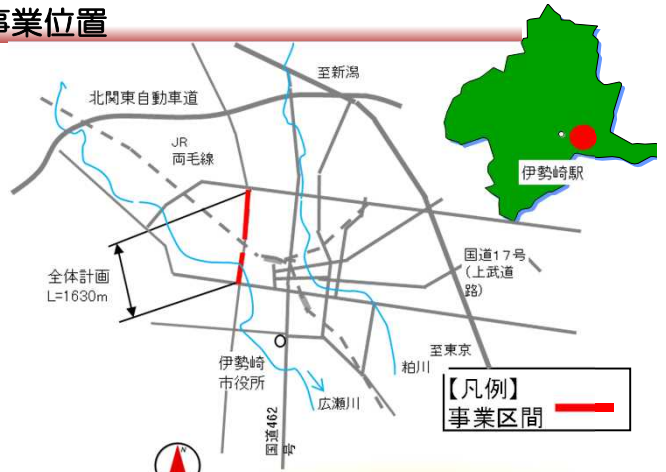 事業位置
至新潟
北関東自動車道
JR
両毛線
伊勢崎駅
国道17号
(上武道
路)
全体計画
L=1630m
至東京
伊勢崎
市役所
粕川
広瀬川
国道462
号
【凡例】
事業区間
N